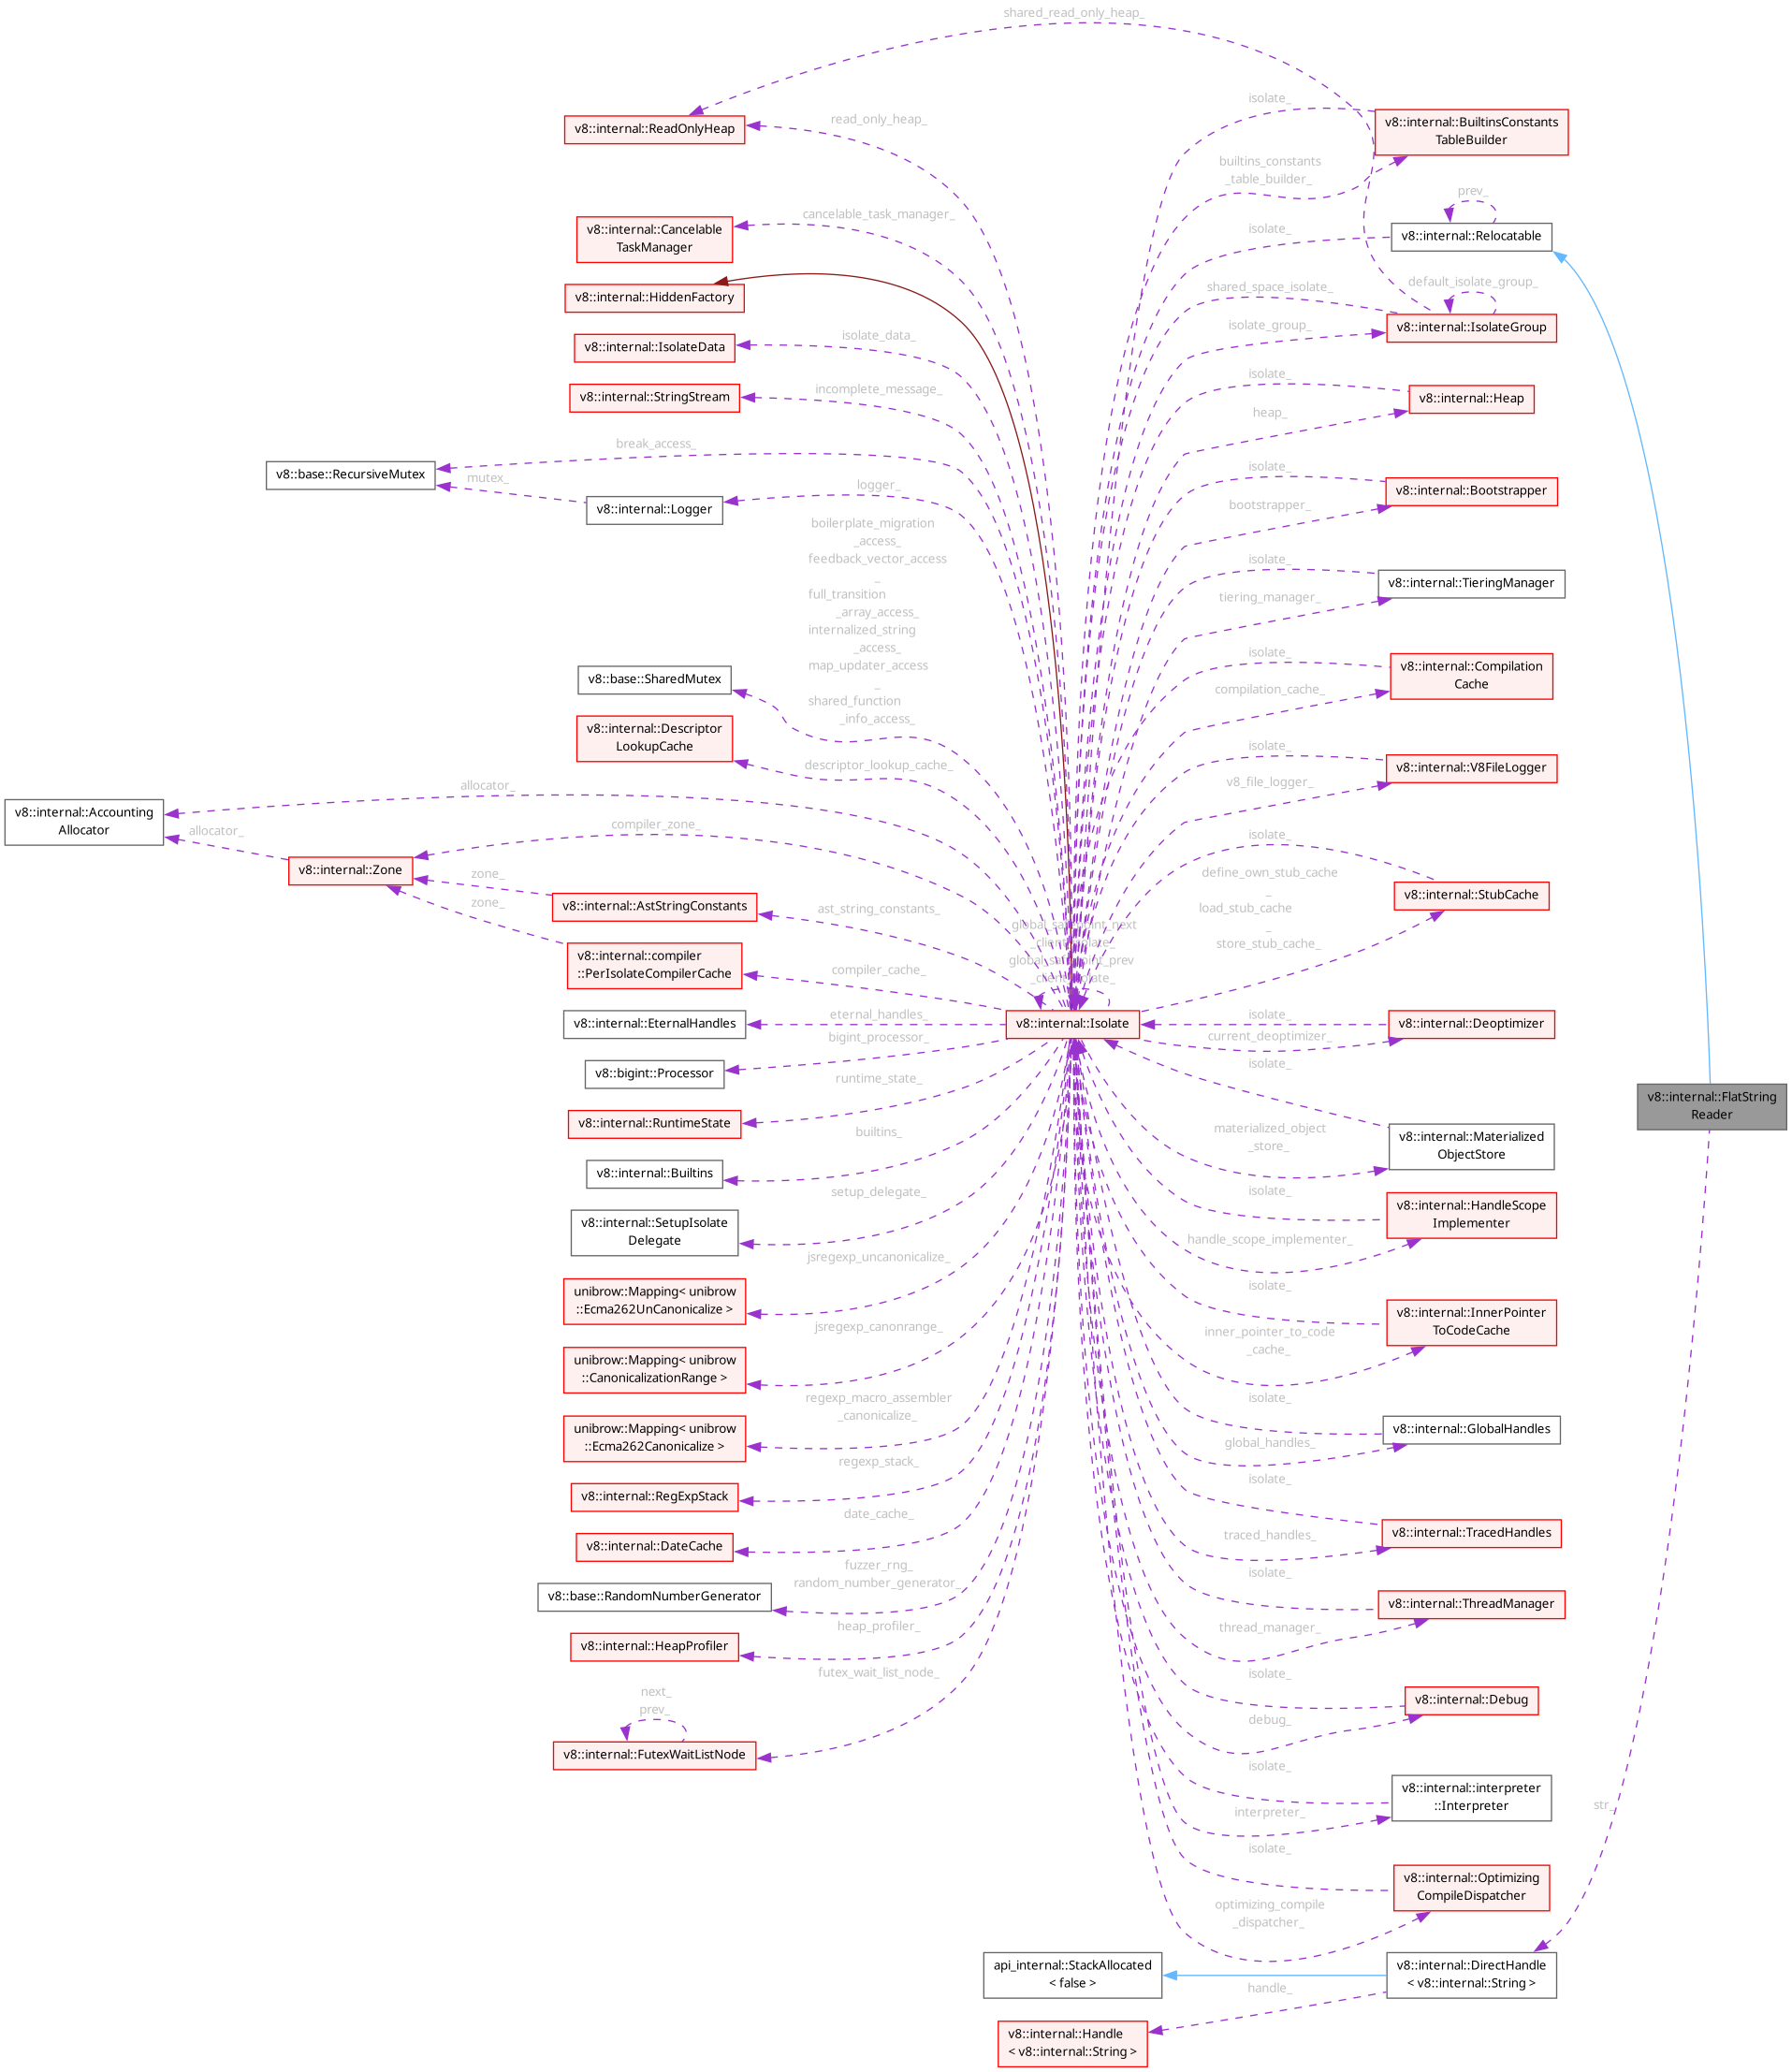 shared_read_only_heap_
v8::internal::ReadOnlyHeap
read_only_heap_
isolate_
v8::internal::BuiltinsConstants
TableBuilder
builtins_constants
_table_builder_
prev_
v8::internal::Cancelable
TaskManager
cancelable_task_manager_
isolate_
v8::internal::Relocatable
v8::internal::HiddenFactory
shared_space_isolate_
default_isolate_group_
v8::internal::IsolateData
isolate_data_
isolate_group_
v8::internal::IsolateGroup
v8::internal::StringStream
incomplete_message_
isolate_
v8::internal::Heap
heap_
v8::base::RecursiveMutex
break_access_
mutex_
v8::internal::Logger
logger_
isolate_
v8::internal::Bootstrapper
bootstrapper_
boilerplate_migration
_access_
feedback_vector_access
_
full_transition
_array_access_
internalized_string
_access_
map_updater_access
_
shared_function
_info_access_
isolate_
v8::internal::TieringManager
tiering_manager_
v8::base::SharedMutex
isolate_
v8::internal::Compilation
Cache
compilation_cache_
v8::internal::Descriptor
LookupCache
descriptor_lookup_cache_
isolate_
v8::internal::V8FileLogger
v8_file_logger_
v8::internal::Accounting
Allocator
allocator_
allocator_
compiler_zone_
v8::internal::Zone
zone_
zone_
isolate_
define_own_stub_cache
_
load_stub_cache
_
store_stub_cache_
v8::internal::StubCache
v8::internal::AstStringConstants
ast_string_constants_
v8::internal::compiler
::PerIsolateCompilerCache
compiler_cache_
global_safepoint_next
_client_isolate_
global_safepoint_prev
_client_isolate_
v8::internal::EternalHandles
eternal_handles_
v8::internal::Isolate
isolate_
v8::internal::Deoptimizer
current_deoptimizer_
bigint_processor_
v8::bigint::Processor
isolate_
v8::internal::FlatString
Reader
v8::internal::RuntimeState
runtime_state_
materialized_object
_store_
v8::internal::Materialized
ObjectStore
v8::internal::Builtins
builtins_
isolate_
v8::internal::HandleScope
Implementer
handle_scope_implementer_
v8::internal::SetupIsolate
Delegate
setup_delegate_
jsregexp_uncanonicalize_
unibrow::Mapping< unibrow
::Ecma262UnCanonicalize >
isolate_
v8::internal::InnerPointer
ToCodeCache
inner_pointer_to_code
_cache_
jsregexp_canonrange_
unibrow::Mapping< unibrow
::CanonicalizationRange >
regexp_macro_assembler
_canonicalize_
unibrow::Mapping< unibrow
::Ecma262Canonicalize >
isolate_
v8::internal::GlobalHandles
global_handles_
regexp_stack_
v8::internal::RegExpStack
isolate_
v8::internal::TracedHandles
traced_handles_
date_cache_
v8::internal::DateCache
fuzzer_rng_
random_number_generator_
v8::base::RandomNumberGenerator
isolate_
v8::internal::ThreadManager
thread_manager_
heap_profiler_
v8::internal::HeapProfiler
futex_wait_list_node_
next_
prev_
v8::internal::FutexWaitListNode
isolate_
v8::internal::Debug
debug_
isolate_
v8::internal::interpreter
::Interpreter
interpreter_
str_
isolate_
v8::internal::Optimizing
CompileDispatcher
optimizing_compile
_dispatcher_
api_internal::StackAllocated
< false >
v8::internal::DirectHandle
< v8::internal::String >
handle_
v8::internal::Handle
< v8::internal::String >